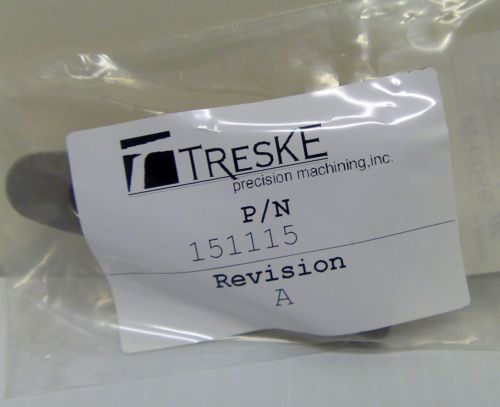 TRESKE
precision machining,inc.
P/N
151115
Revision
A